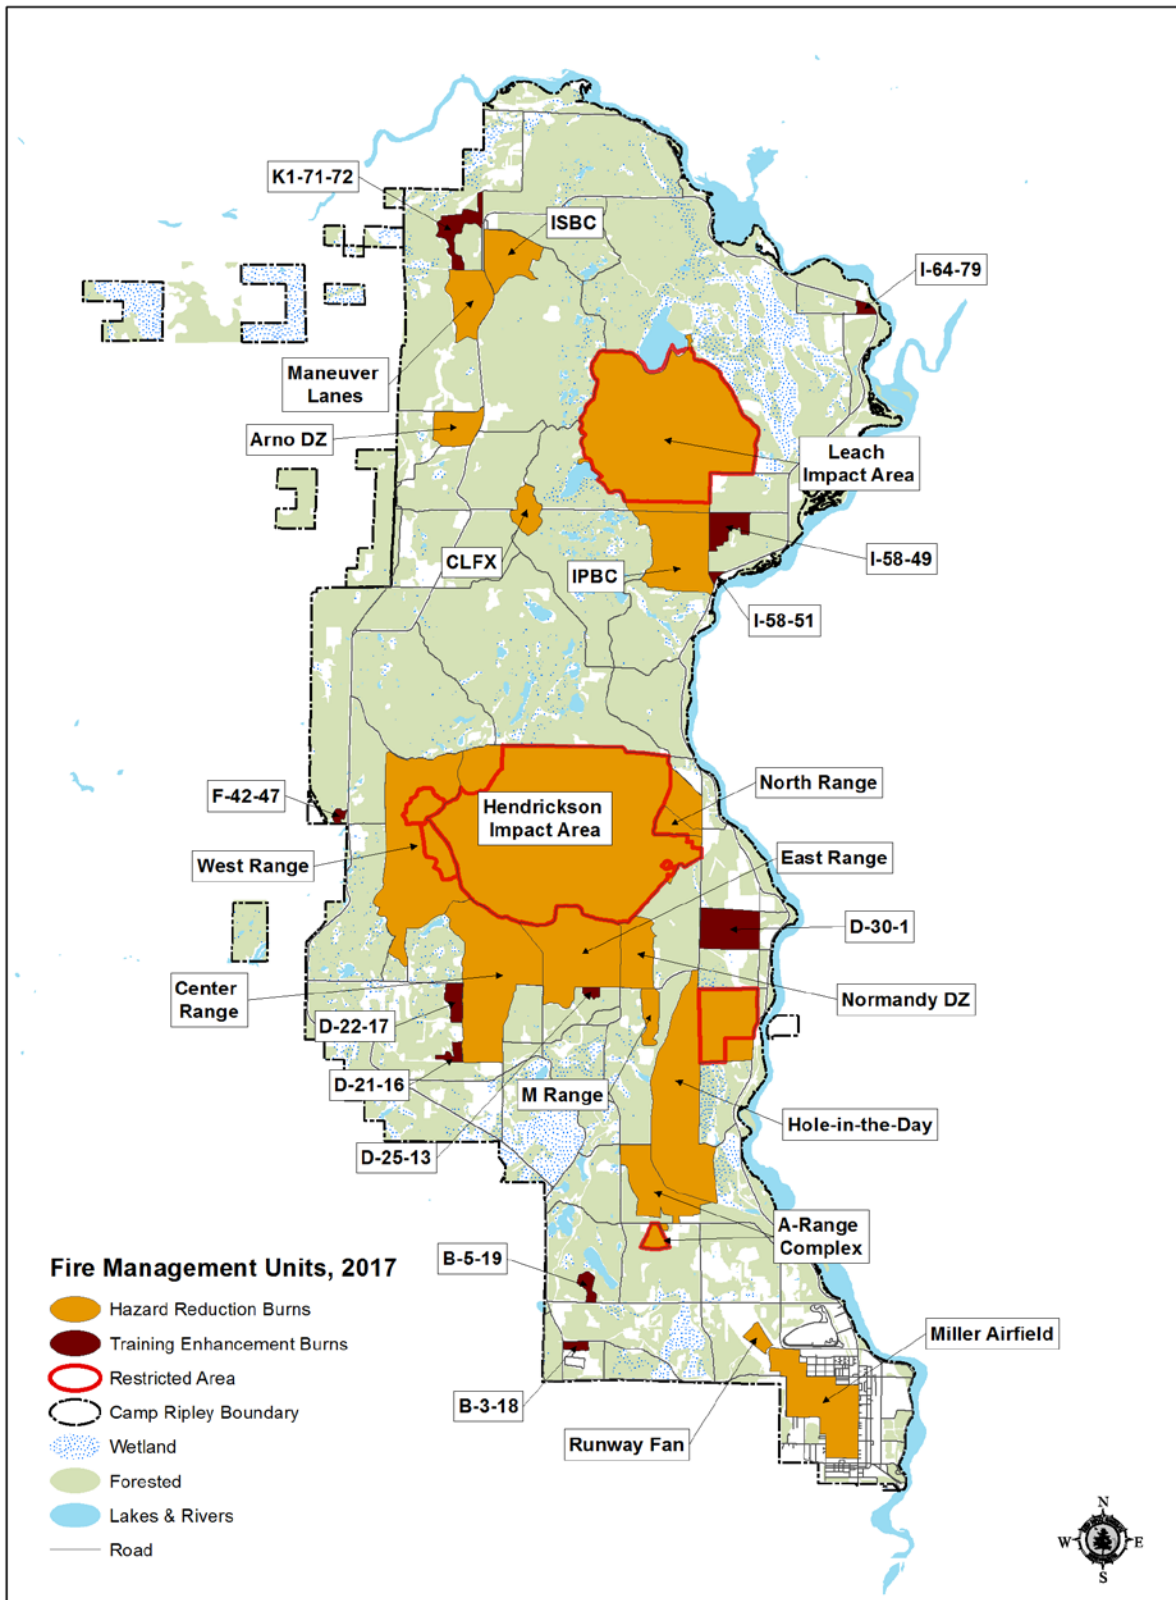 K1-71-72
ISBC
I-64-79
Maneuver
Lanes
Arno DZ
Leach
Impact Area
CLFX
IPBC
I-58-49
I-58-51
F-42-47
Hendrickson
Impact Area
North Range
West Range
East Range
D-30-1
Center
Range
Normandy DZ
D-22-17
D-21-16
M Range
Hole-in-the-Day
D-25-13
A-Range
Complex
B-5-19
Miller Airfield
B-3-18
Runway Fan
Fire Management Units, 2017
Hazard Reduction Burns
Training Enhancement Burns
Restricted Area
Camp Ripley Boundary
Wetland
Forested
Lakes & Rivers
Road
N
W
E
S